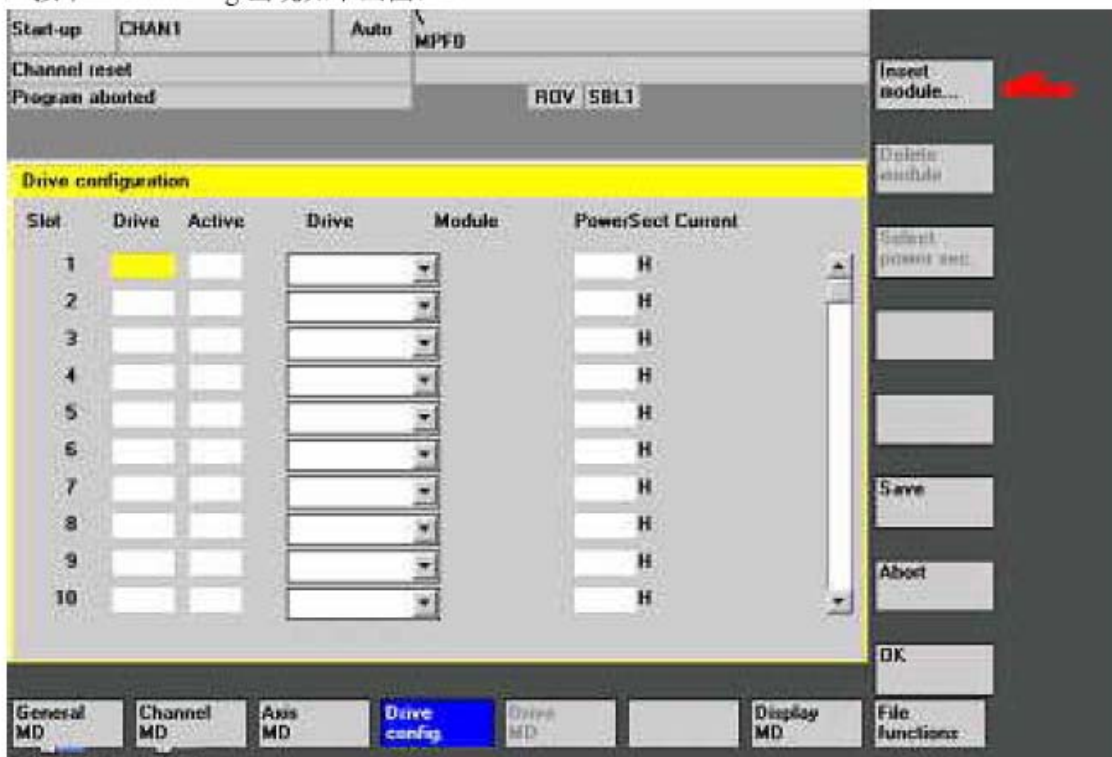 Start-up CHAN1 Auto \
MPF0
Channel reset
Program aborted
ROV SBL1
Insert
module...
Delete
module
Select
power sec.
Drive configuration
Slot Drive Active Drive Module PowerSect Current
1 H
2 H
3 H
4 H
5 H
6 H
7 H
8 H
9 H
10 H
Save
Abort
OK
General
MD
Channel
MD
Axis
MD
Drive
config.
Drive
MD
Display
MD
File
functions